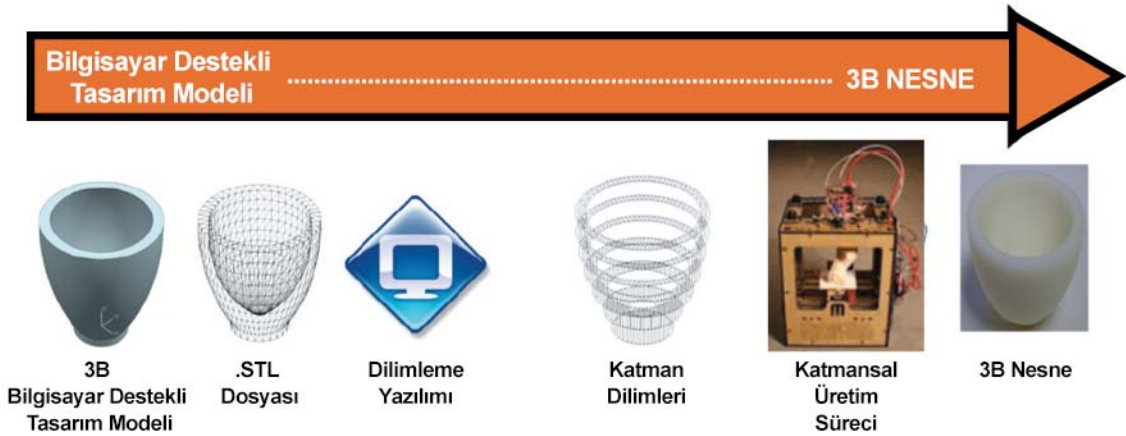 Bilgisayar Destekli
Tasarım Modeli ........................ 3B NESNE
3B
Bilgisayar Destekli
Tasarım Modeli
.STL
Dosyası
Dilimleme
Yazılımı
Katman
Dilimleri
Katmansal
Üretim
Süreci
3B Nesne